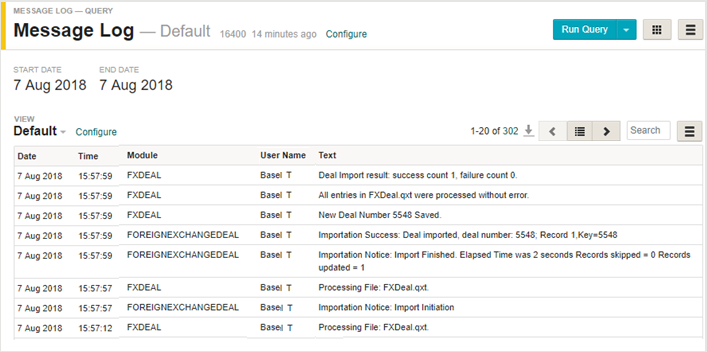 MESSAGE LOG — QUERY
Message Log — Default 16400 14 minutes ago Configure
Run Query
START DATE END DATE
7 Aug 2018 7 Aug 2018
VIEW
Default Configure
1-20 of 302 Search
Date Time Module User Name Text
7 Aug 2018 15:57:59 FXDEAL Basel T Deal Import result: success count 1, failure count 0.
7 Aug 2018 15:57:59 FXDEAL Basel T All entries in FXDeal.qxt were processed without error.
7 Aug 2018 15:57:59 FXDEAL Basel T New Deal Number 5548 Saved.
7 Aug 2018 15:57:59 FOREIGNEXCHANGEDEAL Basel T Importation Success: Deal imported, deal number: 5548; Record 1,Key=5548
7 Aug 2018 15:57:59 FOREIGNEXCHANGEDEAL Basel T Importation Notice: Import Finished. Elapsed Time was 2 seconds Records skipped = 0 Records
updated = 1
7 Aug 2018 15:57:57 FXDEAL Basel T Processing File: FXDeal.qxt.
7 Aug 2018 15:57:57 FOREIGNEXCHANGEDEAL Basel T Importation Notice: Import Initiation
7 Aug 2018 15:57:12 FXDEAL Basel T Processing File: FXDeal.qxt.